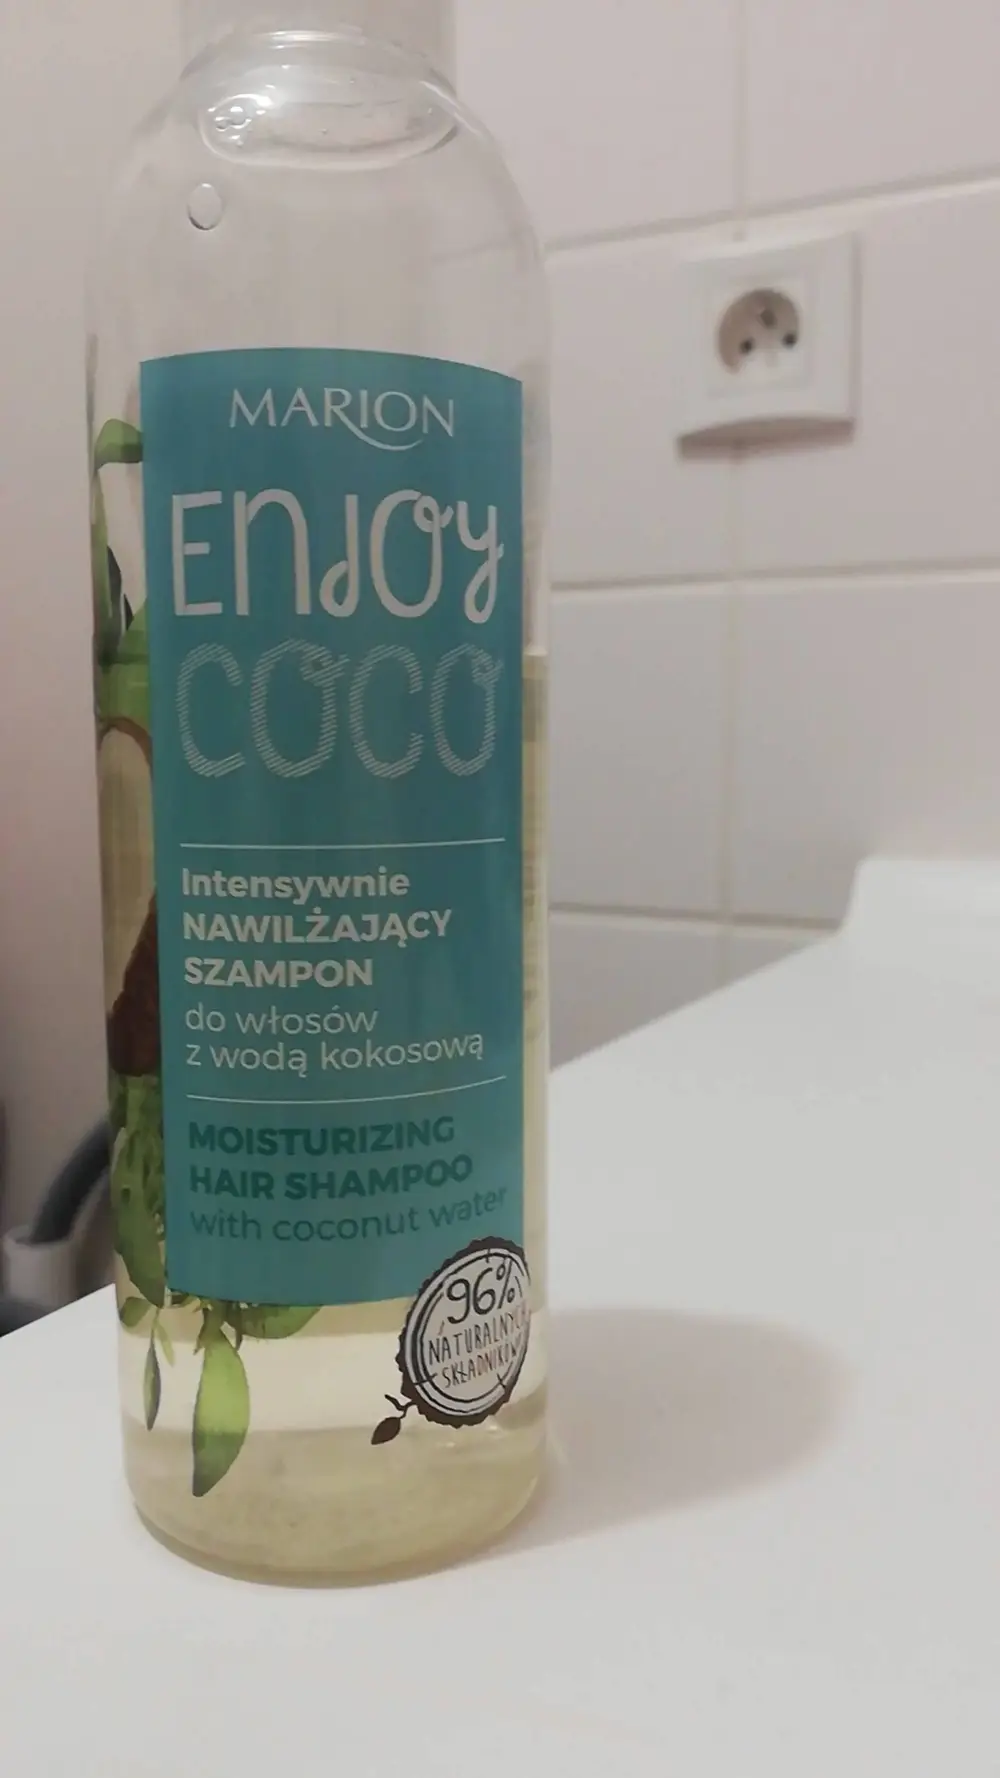 MARION
ENJOY
COCO
Intensywnie
NAWILŻAJĄCY
SZAMPON
do włosów
z wodą kokosową
MOISTURIZING
HAIR SHAMPOO
with coconut water
96%
NATURALNYCH
SKŁADNIKÓW